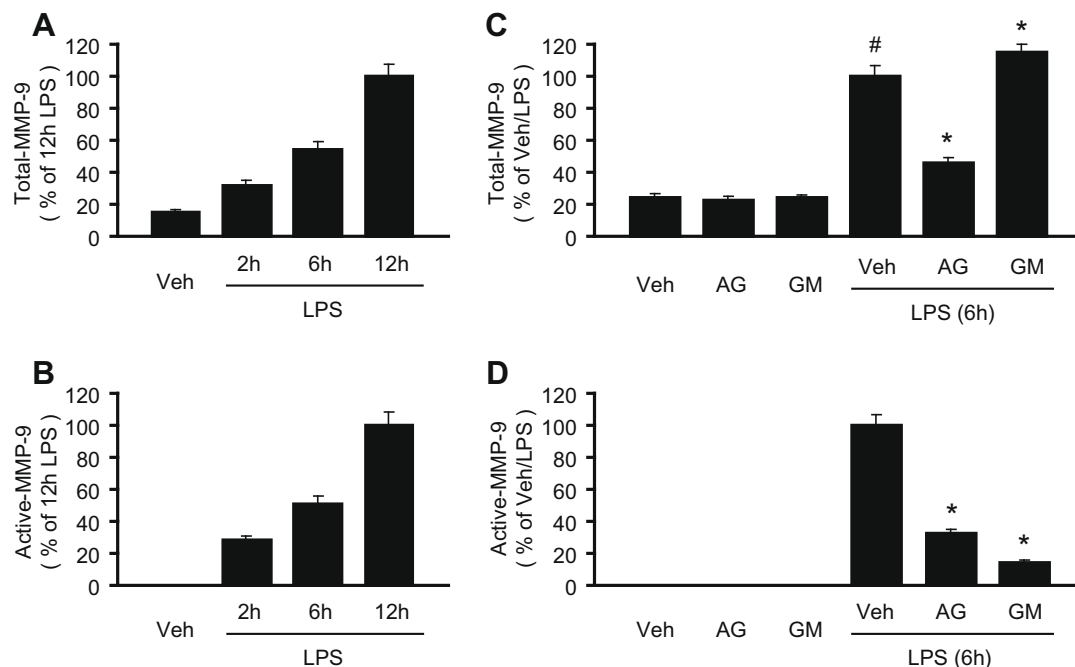 A
Total-MMP-9
( % of 12h LPS )
120
100
80
60
40
20
0
Veh
2h 6h 12h
LPS
C
Total-MMP-9
( % of Veh/LPS )
120
100
80
60
40
20
0
#
*
*
Veh AG GM
Veh AG GM
LPS (6h)
B
Active-MMP-9
( % of 12h LPS )
120
100
80
60
40
20
0
Veh
2h 6h 12h
LPS
D
Active-MMP-9
( % of Veh/LPS )
120
100
80
60
40
20
0
*
*
Veh AG GM
Veh AG GM
LPS (6h)